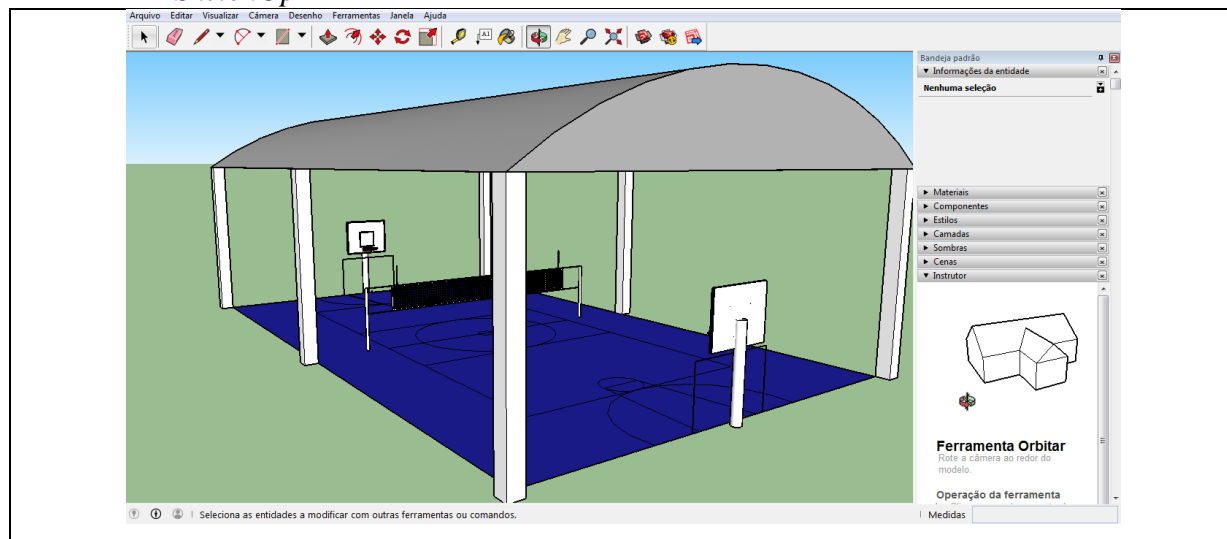 Arquivo Editar Visualizar Câmera Desenho Ferramentas Janela Ajuda
A1
Bandeja padrão
Informações da entidade
Nenhuma seleção
Materiais
Componentes
Estilos
Camadas
Sombras
Cenas
Instrutor
Ferramenta Orbitar
Rote a câmera ao redor do
modelo.
Operação da ferramenta
Seleciona as entidades a modificar com outras ferramentas ou comandos.
Medidas